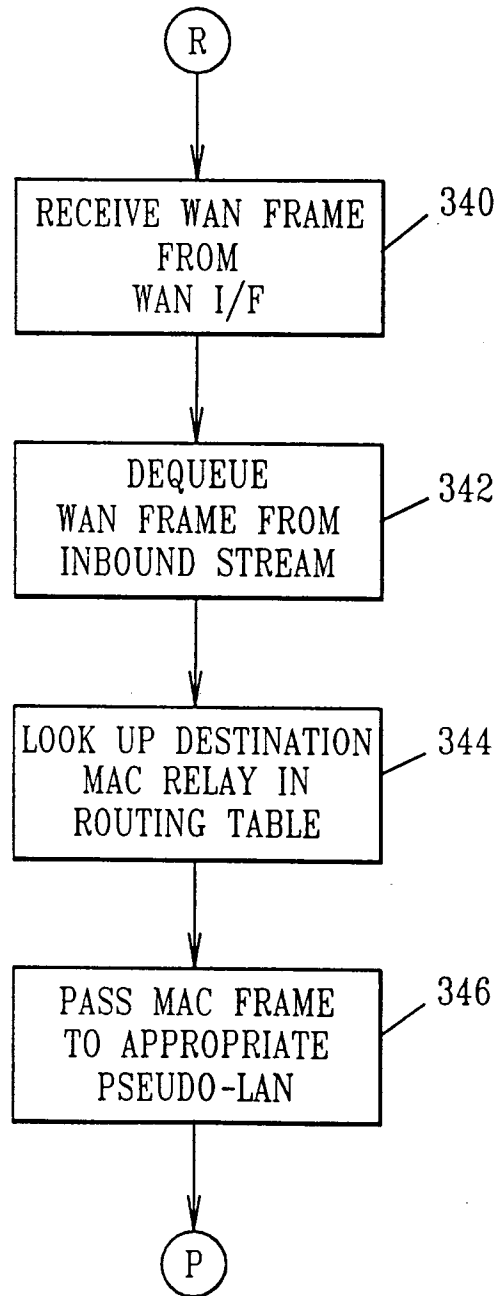 R
RECEIVE WAN FRAME
FROM
WAN I/F
340
DEQUEUE
WAN FRAME FROM
INBOUND STREAM
342
LOOK UP DESTINATION
MAC RELAY IN
ROUTING TABLE
344
PASS MAC FRAME
TO APPROPRIATE
PSEUDO-LAN
346
P